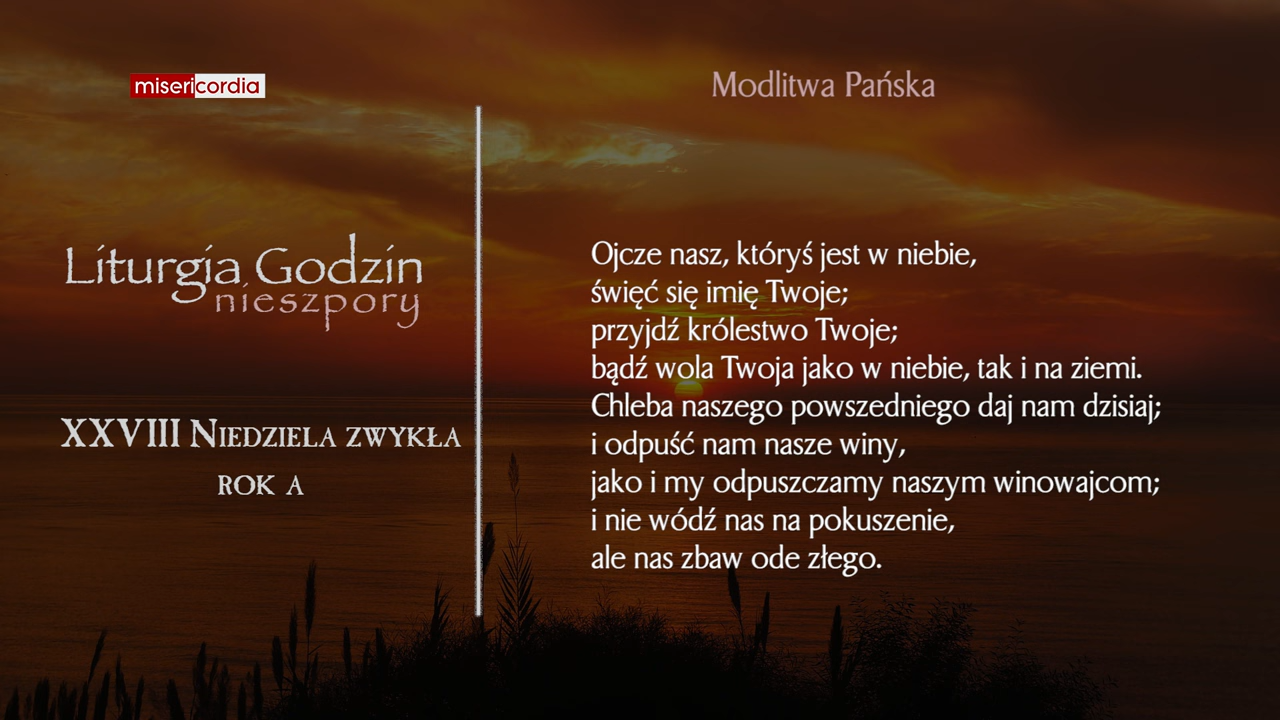 misericordia
Liturgia Godzin
nieszpory
XXVIII Niedziela zwykła
rok A
Modlitwa Pańska
Ojcze nasz, któryś jest w niebie,
święć się imię Twoje;
przyjdź królestwo Twoje;
bądź wola Twoja jako w niebie, tak i na ziemi.
Chleba naszego powszedniego daj nam dzisiaj;
i odpuść nam nasze winy,
jako i my odpuszczamy naszym winowajcom;
i nie wódź nas na pokuszenie,
ale nas zbaw ode złego.